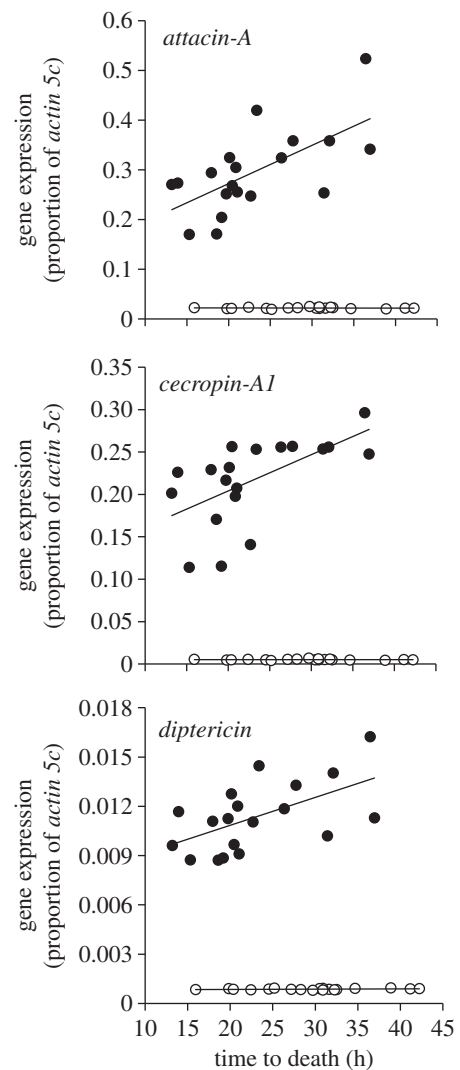 0.6
attacin-A
0.5
0.4
0.3
0.2
0.1
0
gene expression
(proportion of actin 5c)
0.35
cecropin-A1
0.30
0.25
0.20
0.15
0.10
0.05
0
gene expression
(proportion of actin 5c)
0.018
diptericin
0.015
0.012
0.009
0.006
0.003
0
gene expression
(proportion of actin 5c)
10 15 20 25 30 35 40 45
time to death (h)